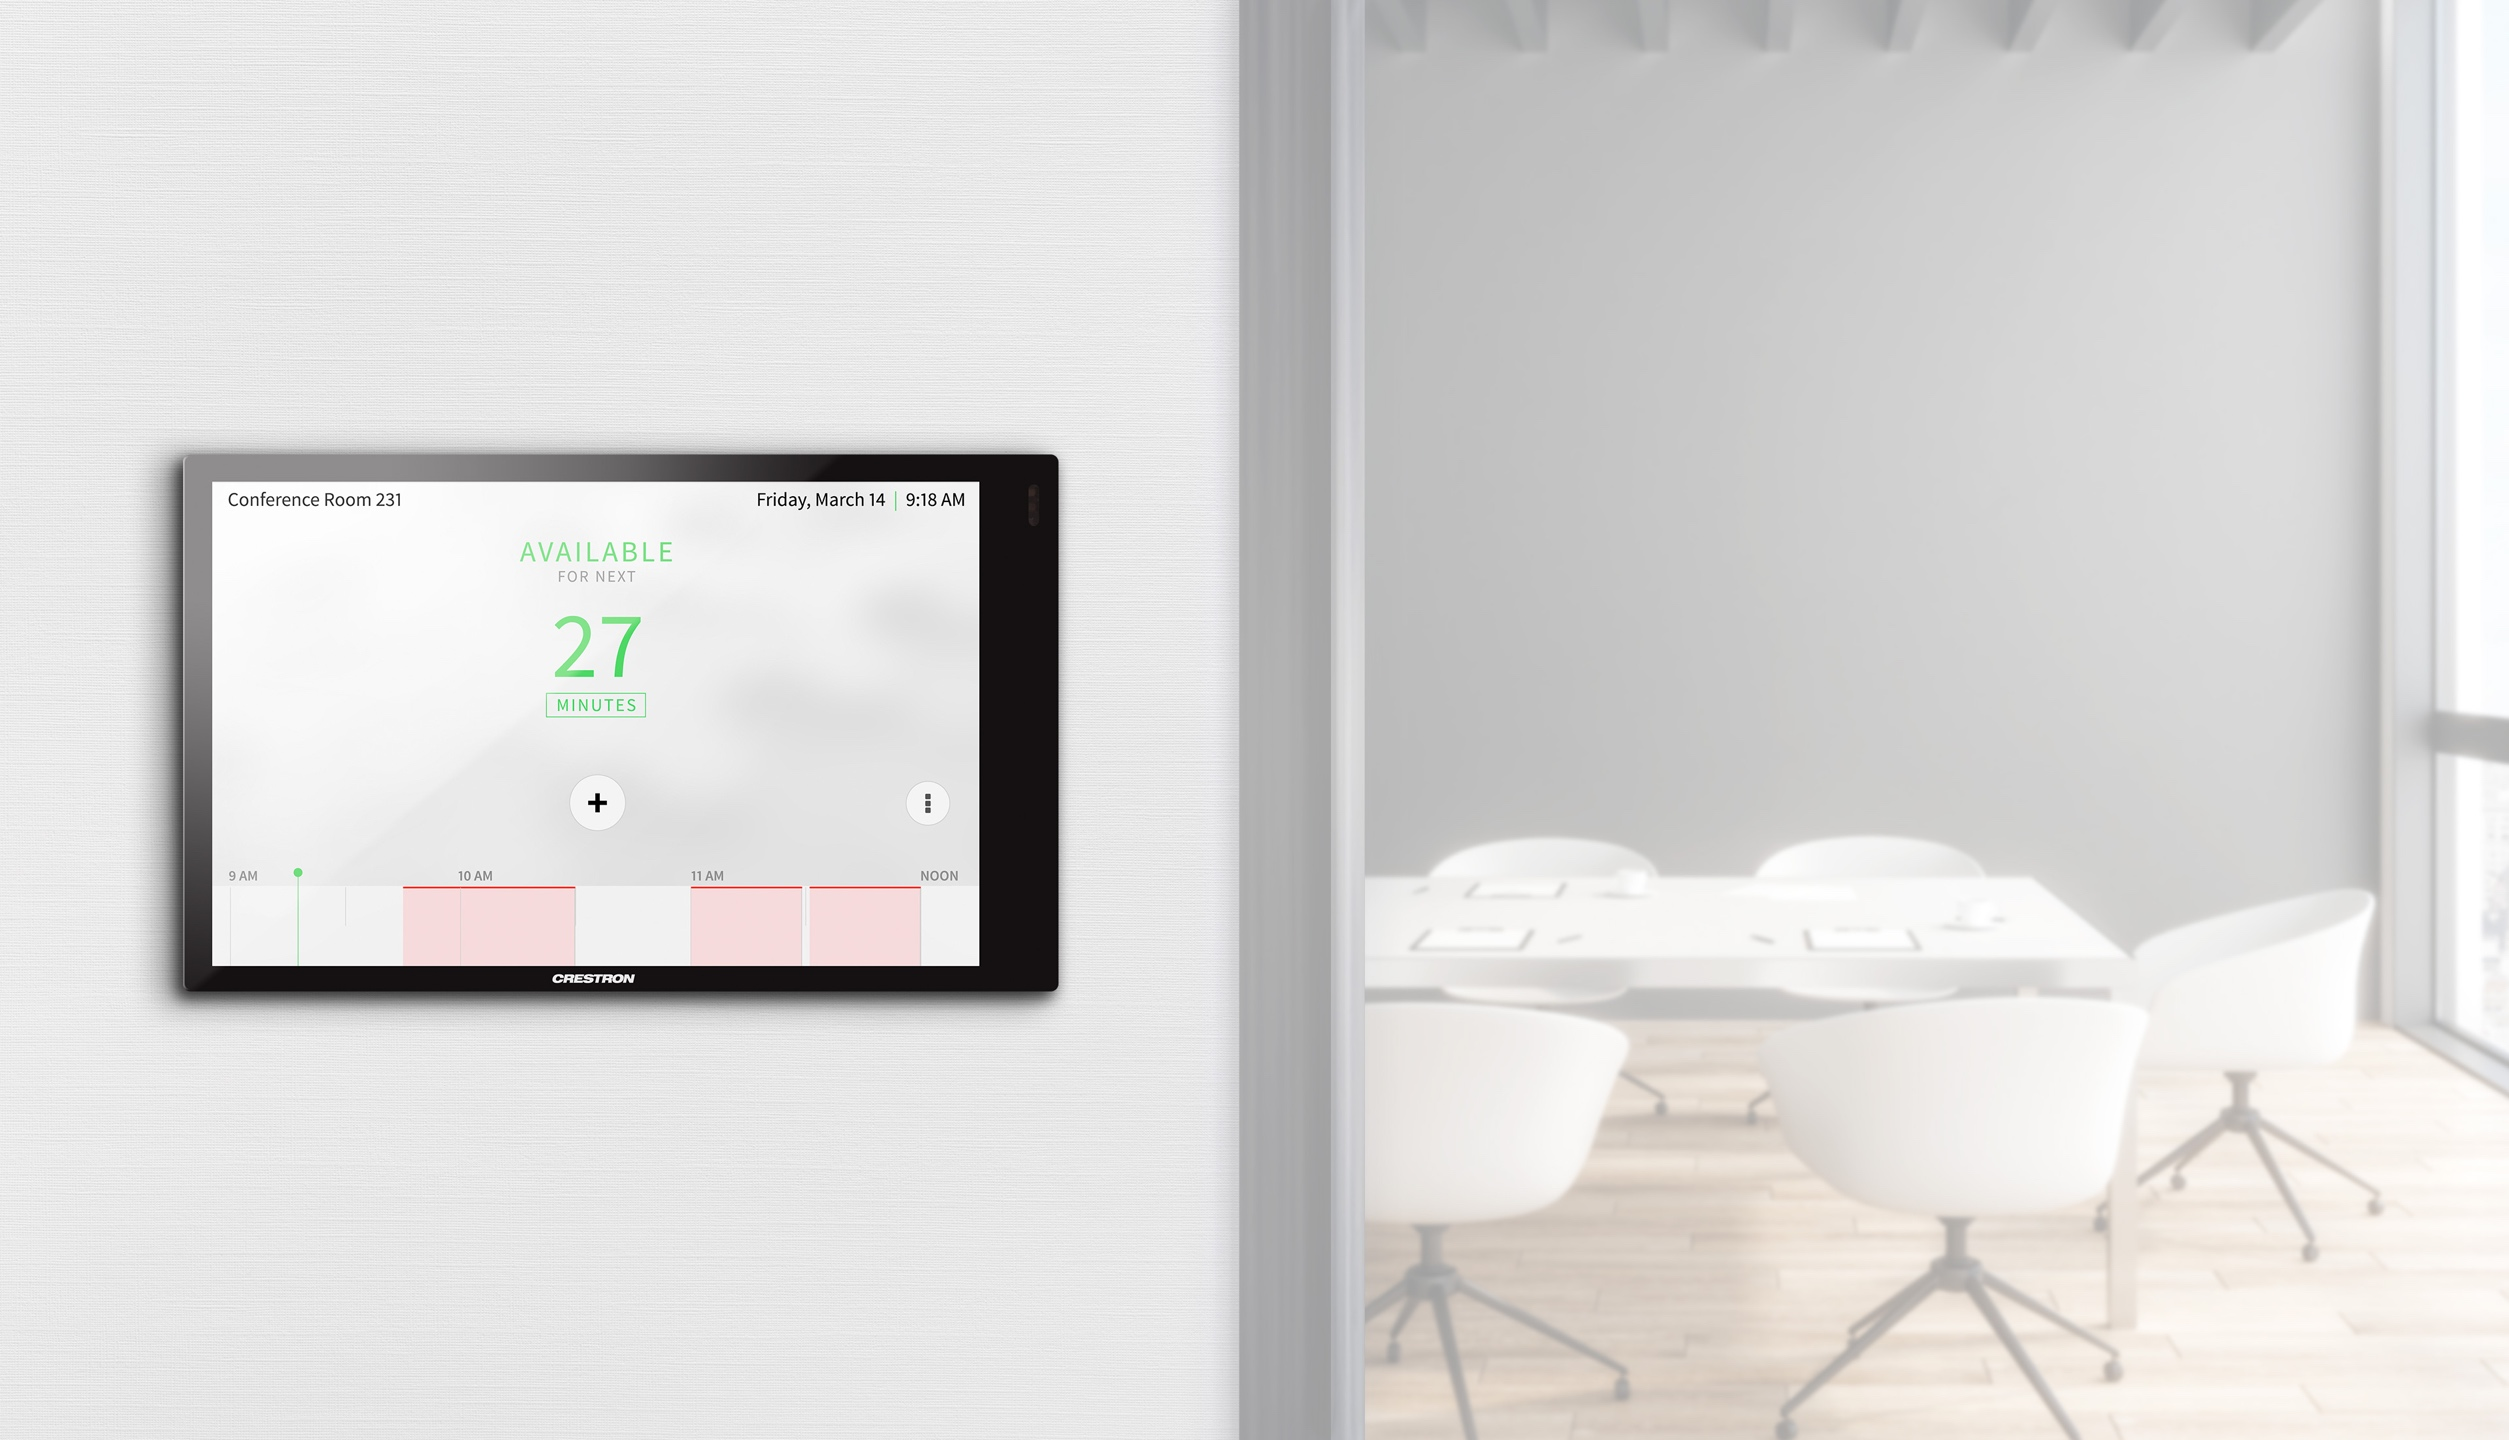 Conference Room 231
Friday, March 14 | 9:18 AM
AVAILABLE
FOR NEXT
27
MINUTES
+
9 AM
10 AM
11 AM
NOON
CRESTRON